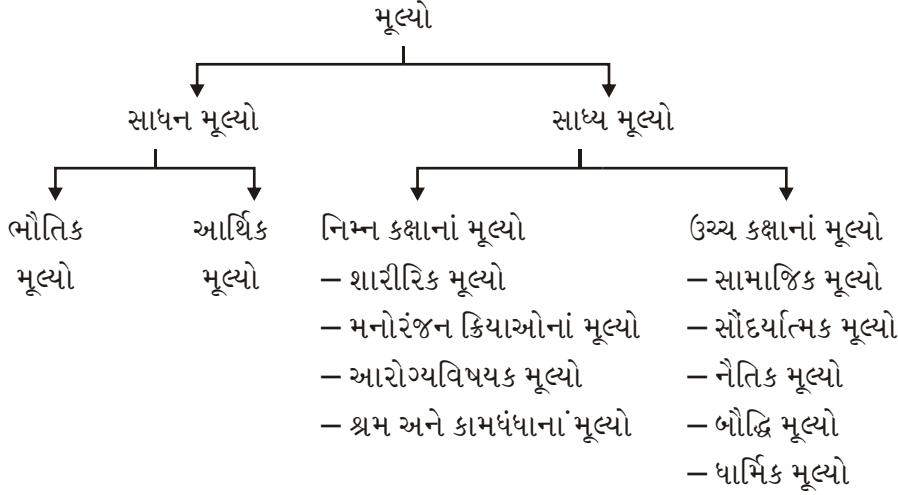 મૂલ્યો
સાધન મૂલ્યો
સાધ્ય મૂલ્યો
ભૌતિક
મૂલ્યો
આર્થિક
મૂલ્યો
નિમ્ન કક્ષાનાં મૂલ્યો
– શારીરિક મૂલ્યો
– મનોરંજન ક્રિયાઓનાં મૂલ્યો
– આરોગ્યવિષયક મૂલ્યો
– શ્રમ અને કામધંધાનાં મૂલ્યો
ઉચ્ચ કક્ષાનાં મૂલ્યો
– સામાજિક મૂલ્યો
– સૌંદર્યાત્મક મૂલ્યો
– નૈતિક મૂલ્યો
– બૌદ્ધિ મૂલ્યો
– ધાર્મિક મૂલ્યો